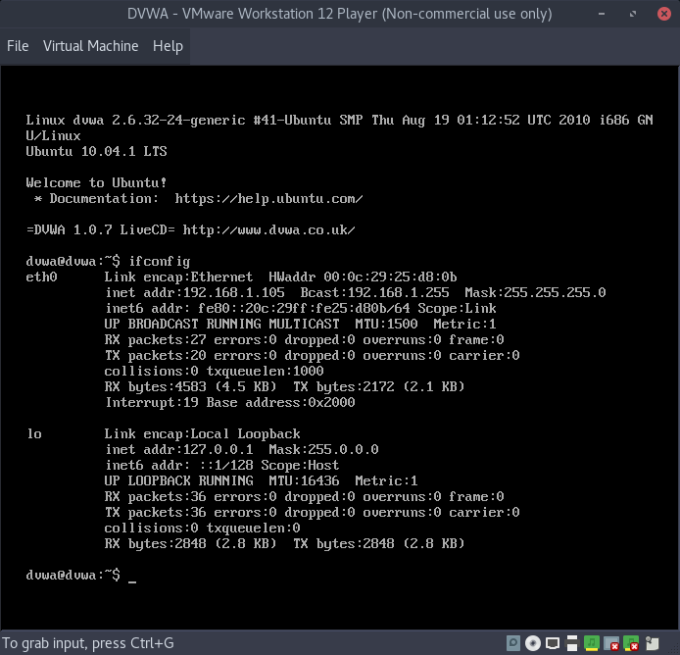 DVWA - VMware Workstation 12 Player (Non-commercial use only)
File Virtual Machine Help
Linux dvwa 2.6.32-24-generic #41-Ubuntu SMP Thu Aug 19 01:12:52 UTC 2010 i686 GN
U/Linux
Ubuntu 10.04.1 LTS
Welcome to Ubuntu!
 * Documentation:  https://help.ubuntu.com/
=DVWA 1.0.7 LiveCD= http://www.dvwa.co.uk/
dvwa@dvwa:~$ ifconfig
eth0      Link encap:Ethernet  HWaddr 00:0c:29:25:d8:0b
          inet addr:192.168.1.105  Bcast:192.168.1.255  Mask:255.255.255.0
          inet6 addr: fe80::20c:29ff:fe25:d80b/64 Scope:Link
          UP BROADCAST RUNNING MULTICAST  MTU:1500  Metric:1
          RX packets:27 errors:0 dropped:0 overruns:0 frame:0
          TX packets:20 errors:0 dropped:0 overruns:0 carrier:0
          collisions:0 txqueuelen:1000
          RX bytes:4583 (4.5 KB)  TX bytes:2172 (2.1 KB)
          Interrupt:19 Base address:0x2000
lo        Link encap:Local Loopback
          inet addr:127.0.0.1  Mask:255.0.0.0
          inet6 addr: ::1/128 Scope:Host
          UP LOOPBACK RUNNING  MTU:16436  Metric:1
          RX packets:36 errors:0 dropped:0 overruns:0 frame:0
          TX packets:36 errors:0 dropped:0 overruns:0 carrier:0
          collisions:0 txqueuelen:0
          RX bytes:2848 (2.8 KB)  TX bytes:2848 (2.8 KB)
dvwa@dvwa:~$ _
To grab input, press Ctrl+G